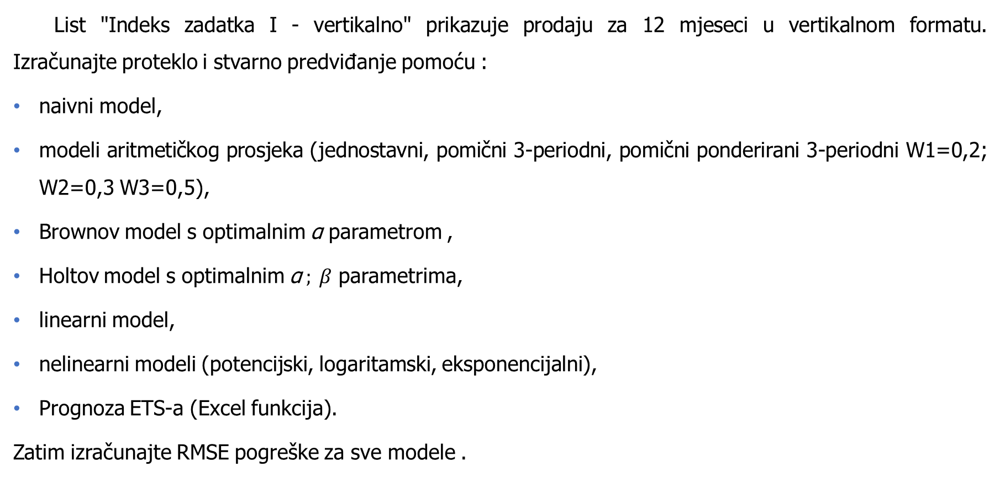 List "Indeks zadatka I - vertikalno" prikazuje prodaju za 12 mjeseci u vertikalnom formatu.
Izračunajte proteklo i stvarno predviđanje pomoću :
• naivni model,
• modeli aritmetičkog prosjeka (jednostavni, pomični 3-periodni, pomični ponderirani 3-periodni W1=0,2;
W2=0,3 W3=0,5),
• Brownov model s optimalnim α parametrom ,
• Holtov model s optimalnim α ; β parametrima,
• linearni model,
• nelinearni modeli (potencijski, logaritamski, eksponencijalni),
• Prognoza ETS-a (Excel funkcija).
Zatim izračunajte RMSE pogreške za sve modele .